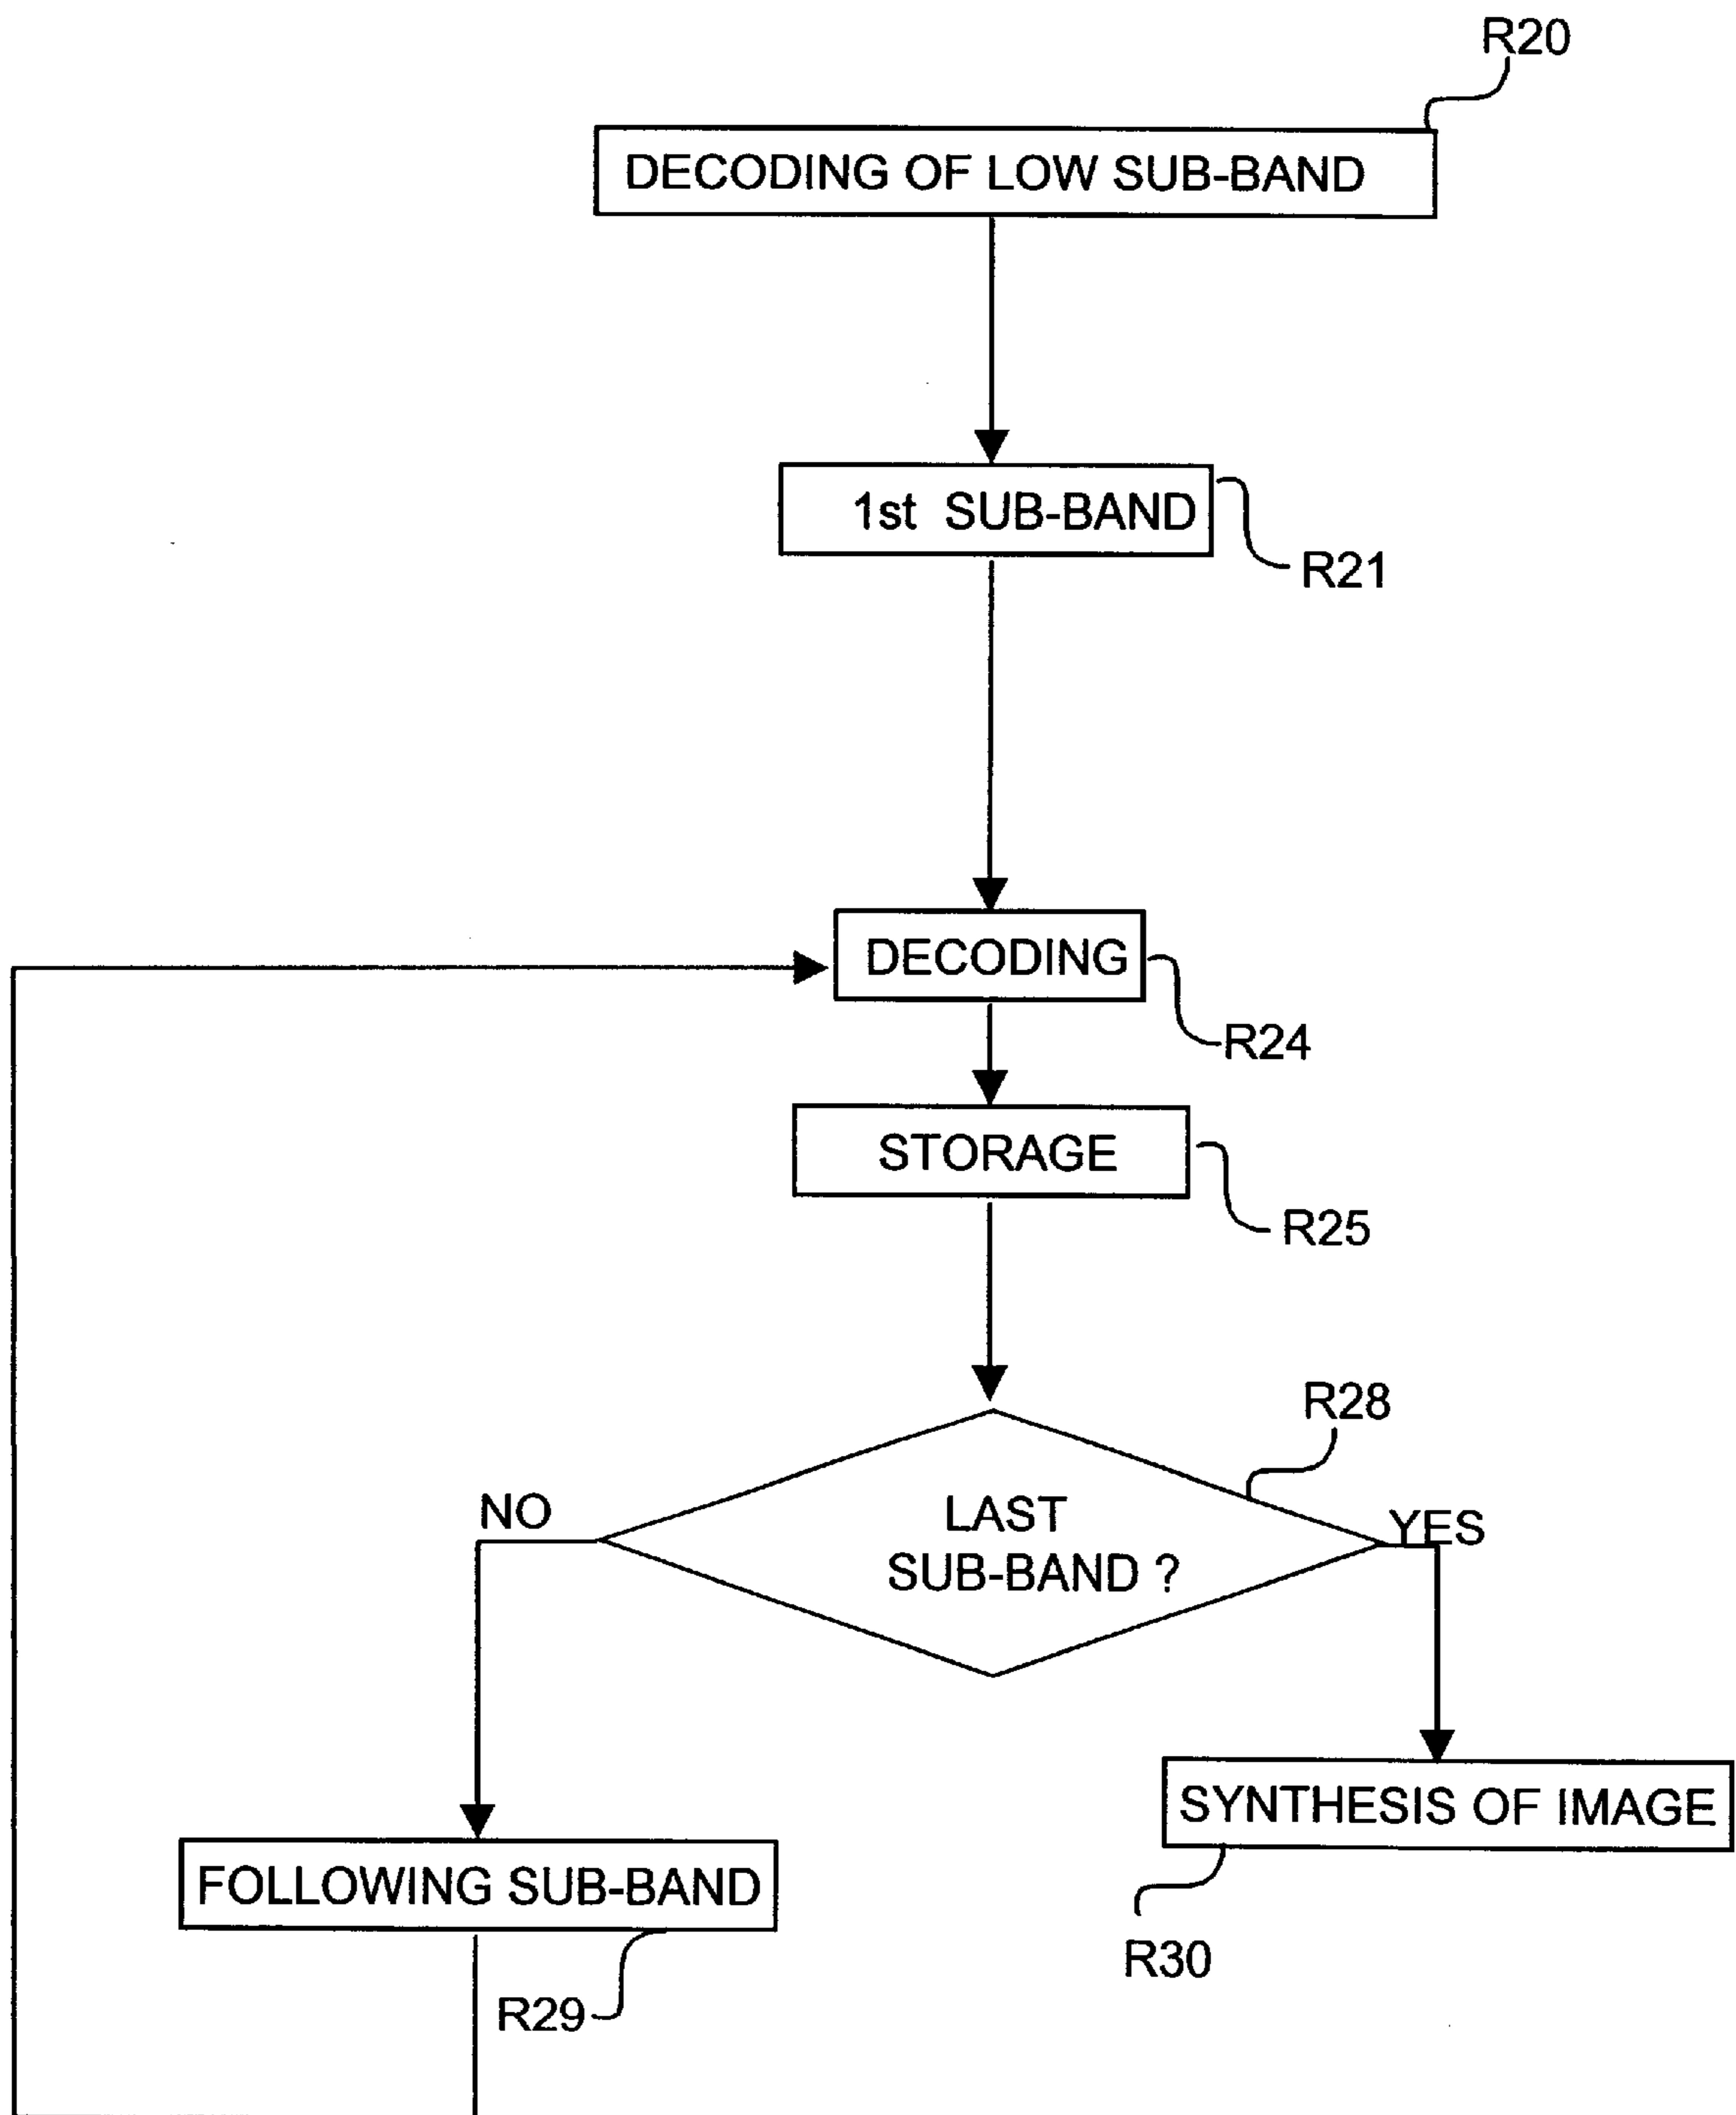 R20
DECODING OF LOW SUB-BAND
1st SUB-BAND
R21
DECODING
R24
STORAGE
R25
R28
NO
LAST
SUB-BAND ?
YES
SYNTHESIS OF IMAGE
FOLLOWING SUB-BAND
R30
R29